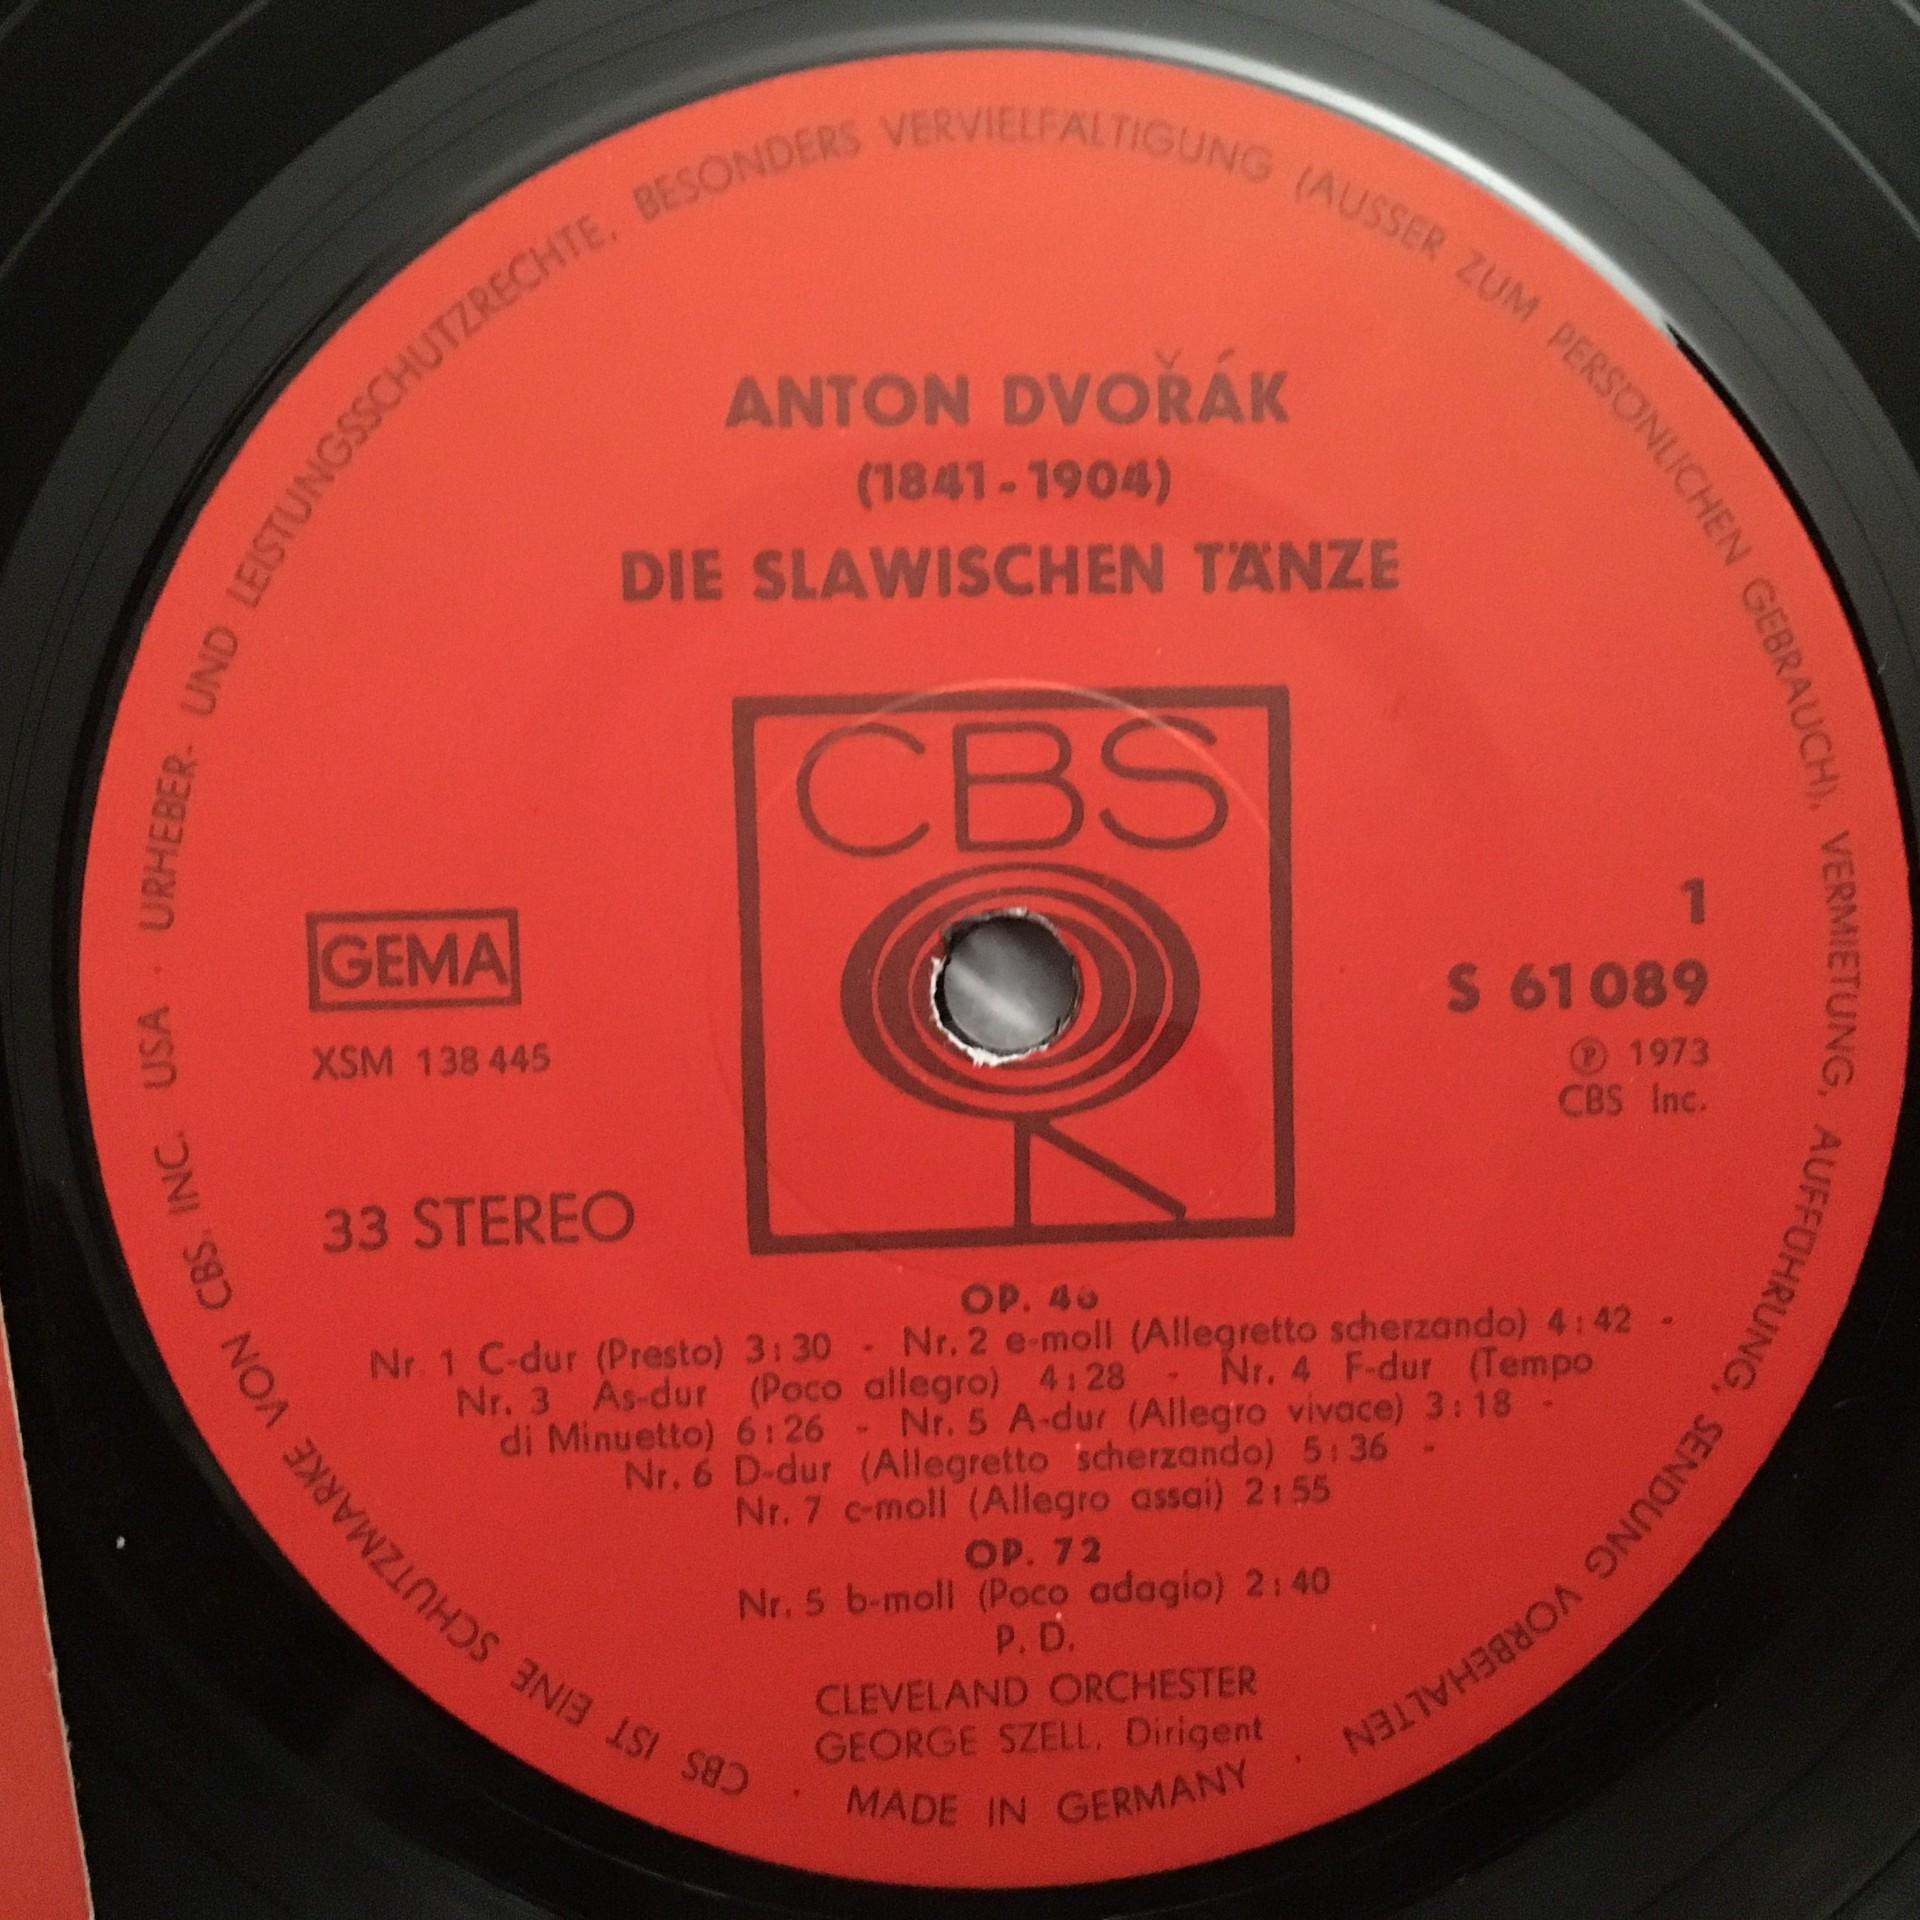 ANTON DVOŘÁK
(1841-1904)
DIE SLAWISCHEN TÄNZE
CBS
GEMA
XSM 138 445
33 STEREO
1
S 61 089
℗ 1973
CBS Inc.
OP. 46
Nr. 1 C-dur (Presto) 3:30 - Nr. 2 e-moll (Allegretto scherzando) 4:42 -
Nr. 3 As-dur (Poco allegro) 4:28 - Nr. 4 F-dur (Tempo
di Minuetto) 6:26 - Nr. 5 A-dur (Allegro vivace) 3:18 -
Nr. 6 D-dur (Allegretto scherzando) 5:36 -
Nr. 7 c-moll (Allegro assai) 2:55
OP. 72
Nr. 5 b-moll (Poco adagio) 2:40
P. D.
CLEVELAND ORCHESTER
GEORGE SZELL, Dirigent
CBS IST EINE SCHUTZMARKE VON CBS, INC. USA · URHEBER- UND LEISTUNGSSCHUTZRECHTE, BESONDERS VERVIELFÄLTIGUNG (AUSSER ZUM PERSÖNLICHEN GEBRAUCH), VERMIETUNG, AUFFÜHRUNG, SENDUNG VORBEHALTEN ·
MADE IN GERMANY ·